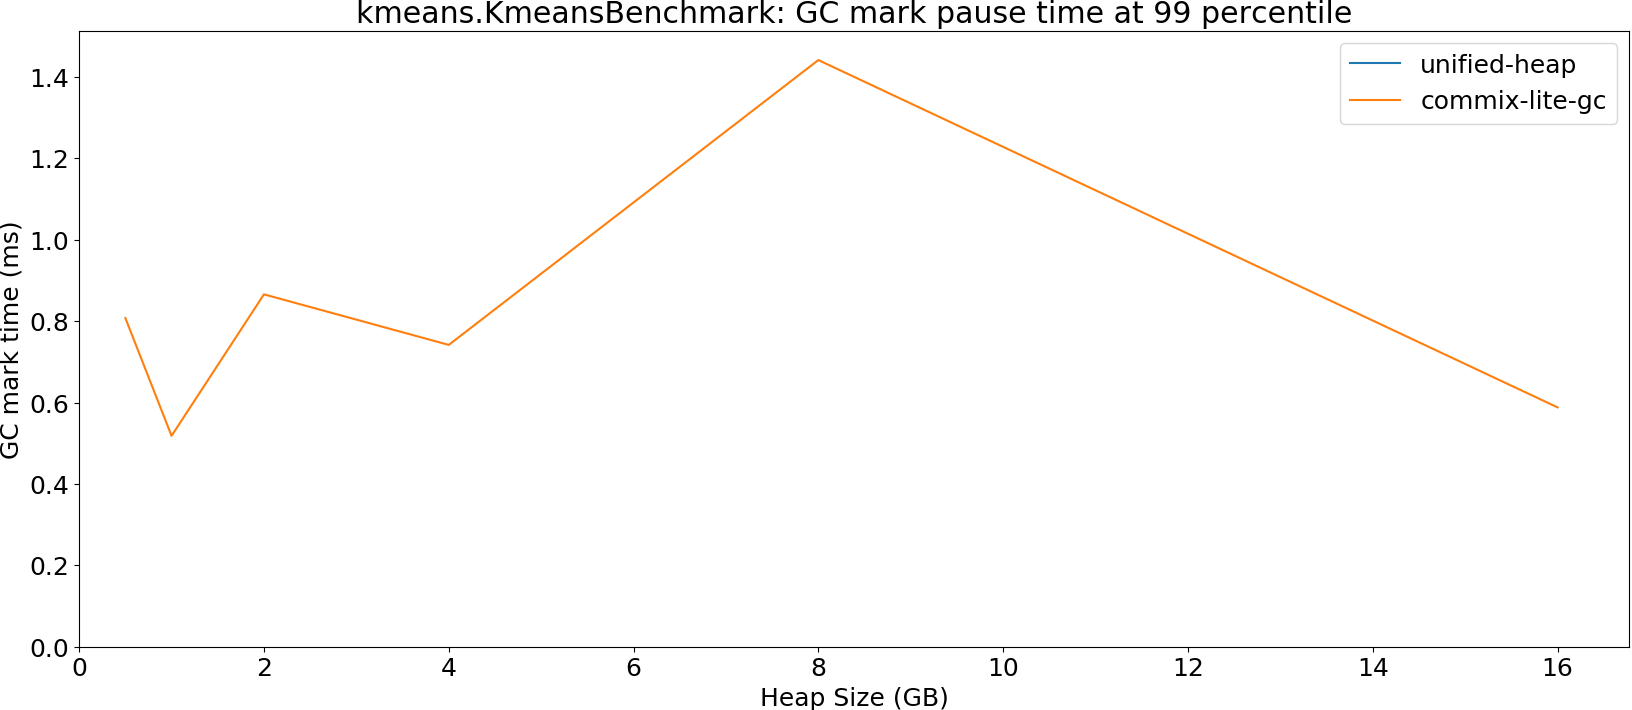 kmeans.KmeansBenchmark: GC mark pause time at 99 percentile
unified-heap
commix-lite-gc
GC mark time (ms)
1.4
1.2
1.0
0.8
0.6
0.4
0.2
0.0
0 2 4 6 8 10 12 14 16
Heap Size (GB)